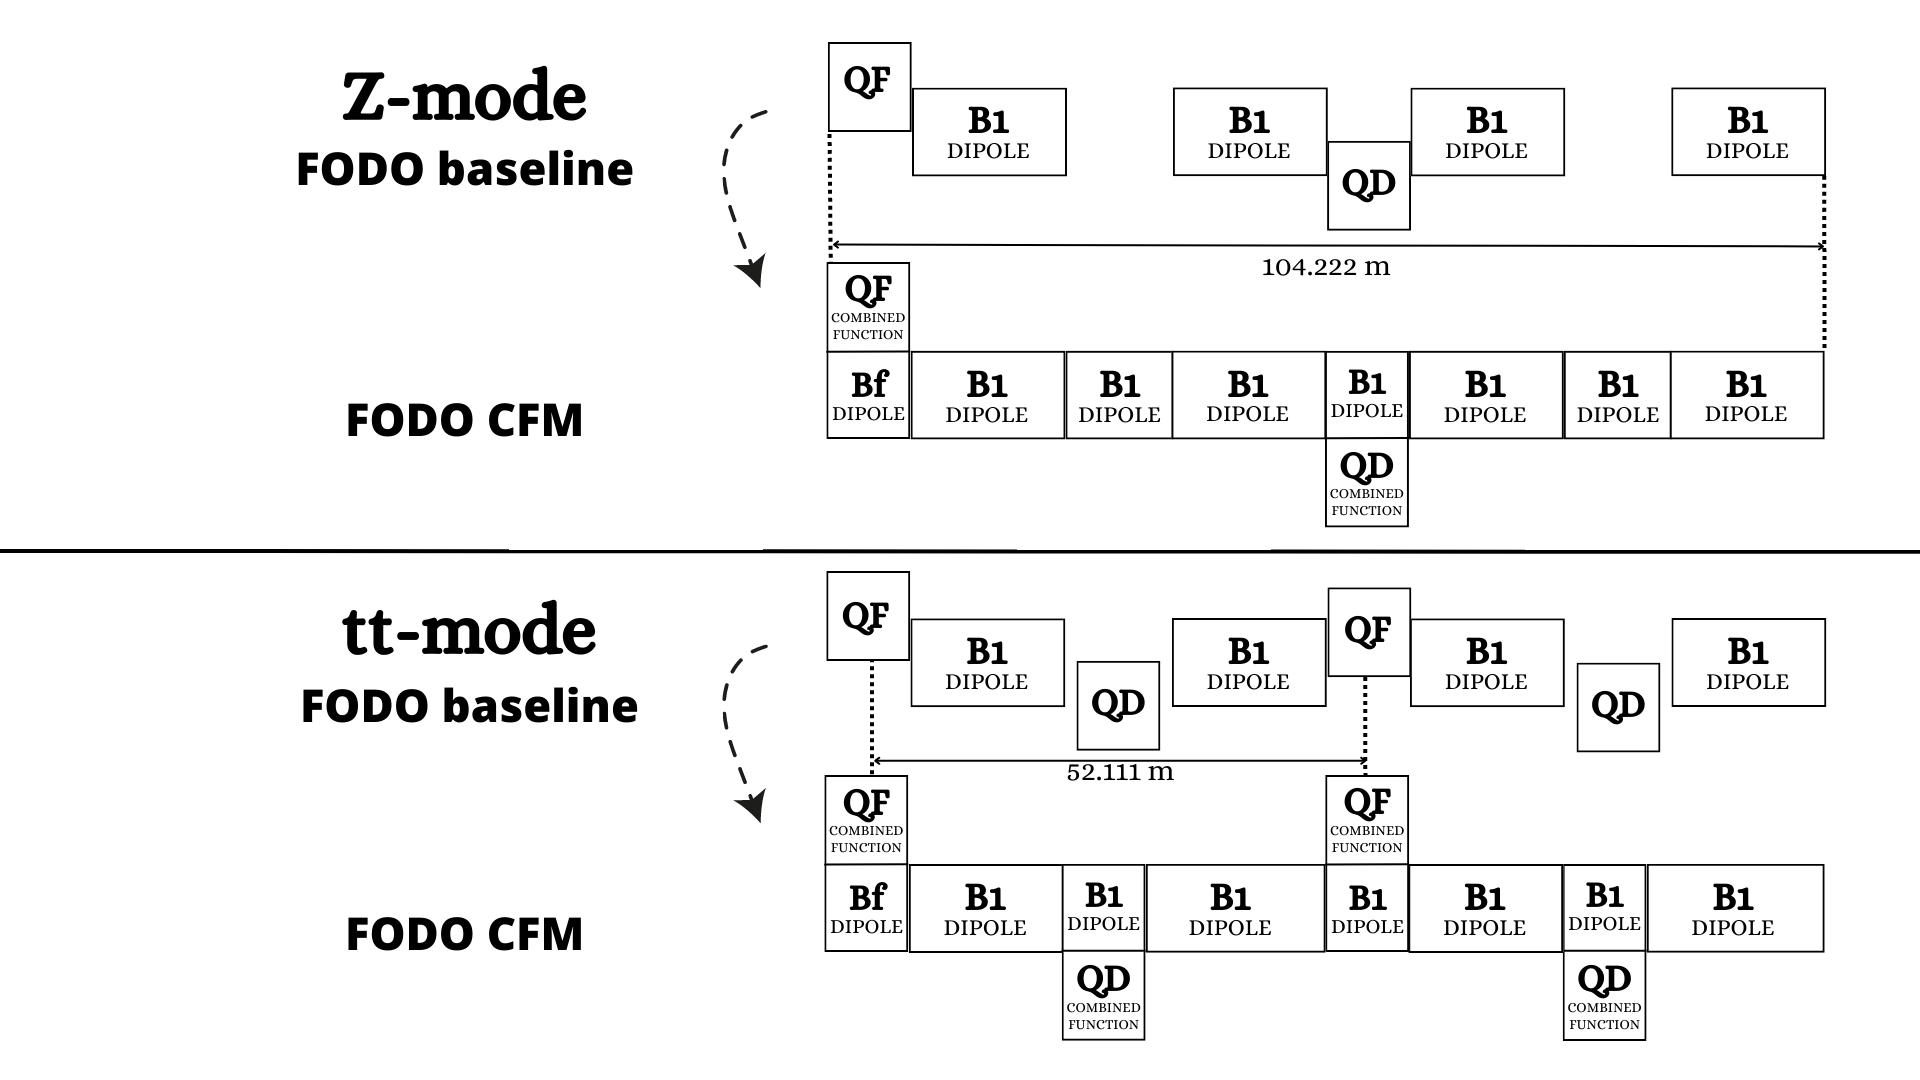 Z-mode
FODO baseline
QF
B1
DIPOLE
B1
DIPOLE
QD
B1
DIPOLE
B1
DIPOLE
104.222 m
FODO CFM
QF
COMBINED
FUNCTION
Bf
DIPOLE
B1
DIPOLE
B1
DIPOLE
B1
DIPOLE
B1
DIPOLE
QD
COMBINED
FUNCTION
B1
DIPOLE
B1
DIPOLE
B1
DIPOLE
tt-mode
FODO baseline
QF
B1
DIPOLE
QD
B1
DIPOLE
QF
B1
DIPOLE
QD
B1
DIPOLE
52.111 m
FODO CFM
QF
COMBINED
FUNCTION
Bf
DIPOLE
B1
DIPOLE
B1
DIPOLE
QD
COMBINED
FUNCTION
B1
DIPOLE
QF
COMBINED
FUNCTION
B1
DIPOLE
B1
DIPOLE
B1
DIPOLE
QD
COMBINED
FUNCTION
B1
DIPOLE